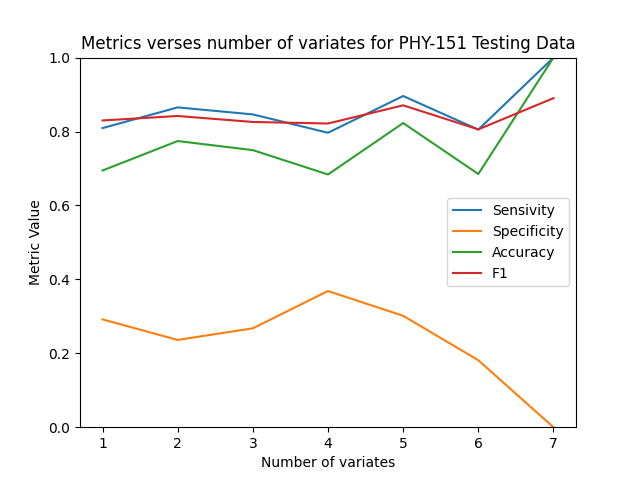 Metrics verses number of variates for PHY-151 Testing Data
1.0
0.8
0.6
0.4
0.2
0.0
Metric Value
Sensivity
Specificity
Accuracy
F1
1 2 3 4 5 6 7
Number of variates